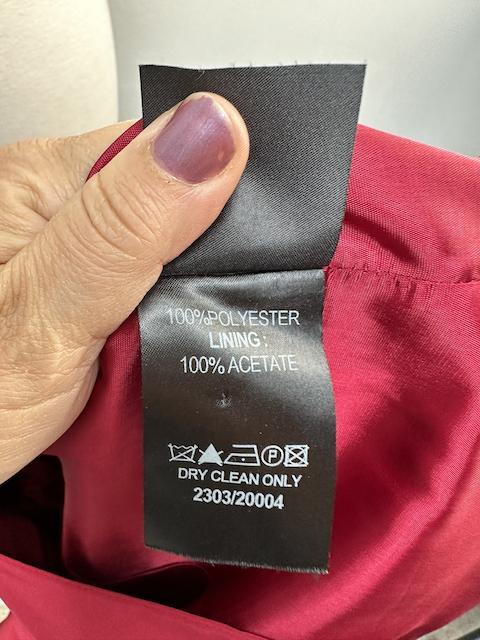 100%POLYESTER
LINING:
100% ACETATE
P
DRY CLEAN ONLY
2303/20004